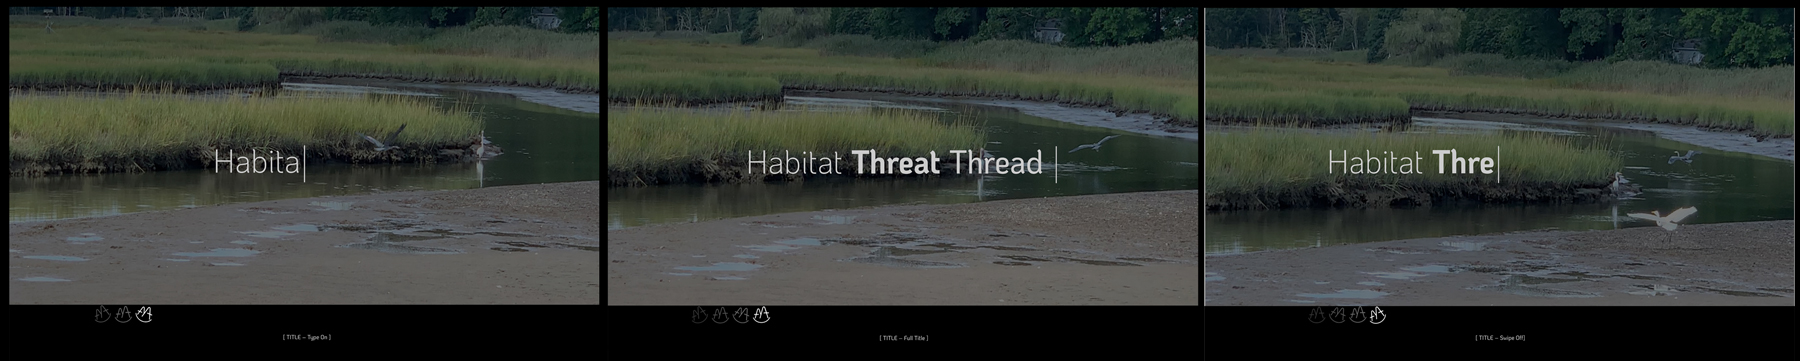 Habita
[ TITLE – Type On ]
Habitat Threat Thread
[ TITLE – Full Title ]
Habitat Thre
[ TITLE – Swipe Off]